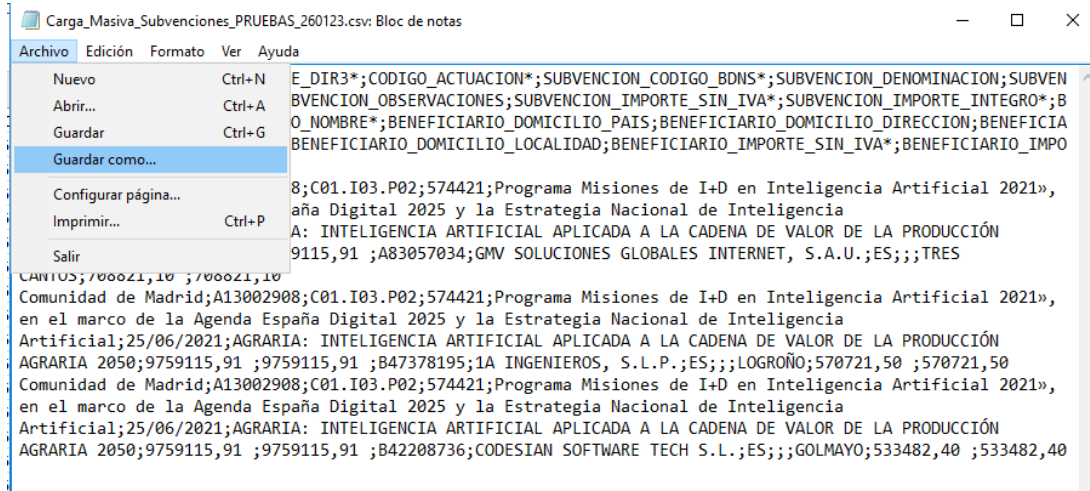 Carga_Masiva_Subvenciones_PRUEBAS_260123.csv: Bloc de notas
Archivo Edición Formato Ver Ayuda
Nuevo Ctrl+N
Abrir... Ctrl+A
Guardar Ctrl+G
Guardar como...
Configurar página...
Imprimir... Ctrl+P
Salir
E_DIR3*;CODIGO_ACTUACION*;SUBVENCION_CODIGO_BDNS*;SUBVENCION_DENOMINACION;SUBVEN
BVENCION_OBSERVACIONES;SUBVENCION_IMPORTE_SIN_IVA*;SUBVENCION_IMPORTE_INTEGRO*;B
O_NOMBRE*;BENEFICIARIO_DOMICILIO_PAIS;BENEFICIARIO_DOMICILIO_DIRECCION;BENEFICIA
BENEFICIARIO_DOMICILIO_LOCALIDAD;BENEFICIARIO_IMPORTE_SIN_IVA*;BENEFICIARIO_IMPO
8;C01.I03.P02;574421;Programa Misiones de I+D en Inteligencia Artificial 2021»,
aña Digital 2025 y la Estrategia Nacional de Inteligencia
A: INTELIGENCIA ARTIFICIAL APLICADA A LA CADENA DE VALOR DE LA PRODUCCIÓN
9115,91 ;A83057034;GMV SOLUCIONES GLOBALES INTERNET, S.A.U.;ES;;;TRES
CANTOS;708821,10 ;708821,10
Comunidad de Madrid;A13002908;C01.I03.P02;574421;Programa Misiones de I+D en Inteligencia Artificial 2021»,
en el marco de la Agenda España Digital 2025 y la Estrategia Nacional de Inteligencia
Artificial;25/06/2021;AGRARIA: INTELIGENCIA ARTIFICIAL APLICADA A LA CADENA DE VALOR DE LA PRODUCCIÓN
AGRARIA 2050;9759115,91 ;9759115,91 ;B47378195;1A INGENIEROS, S.L.P.;ES;;;LOGROÑO;570721,50 ;570721,50
Comunidad de Madrid;A13002908;C01.I03.P02;574421;Programa Misiones de I+D en Inteligencia Artificial 2021»,
en el marco de la Agenda España Digital 2025 y la Estrategia Nacional de Inteligencia
Artificial;25/06/2021;AGRARIA: INTELIGENCIA ARTIFICIAL APLICADA A LA CADENA DE VALOR DE LA PRODUCCIÓN
AGRARIA 2050;9759115,91 ;9759115,91 ;B42208736;CODESIAN SOFTWARE TECH S.L.;ES;;;GOLMAYO;533482,40 ;533482,40